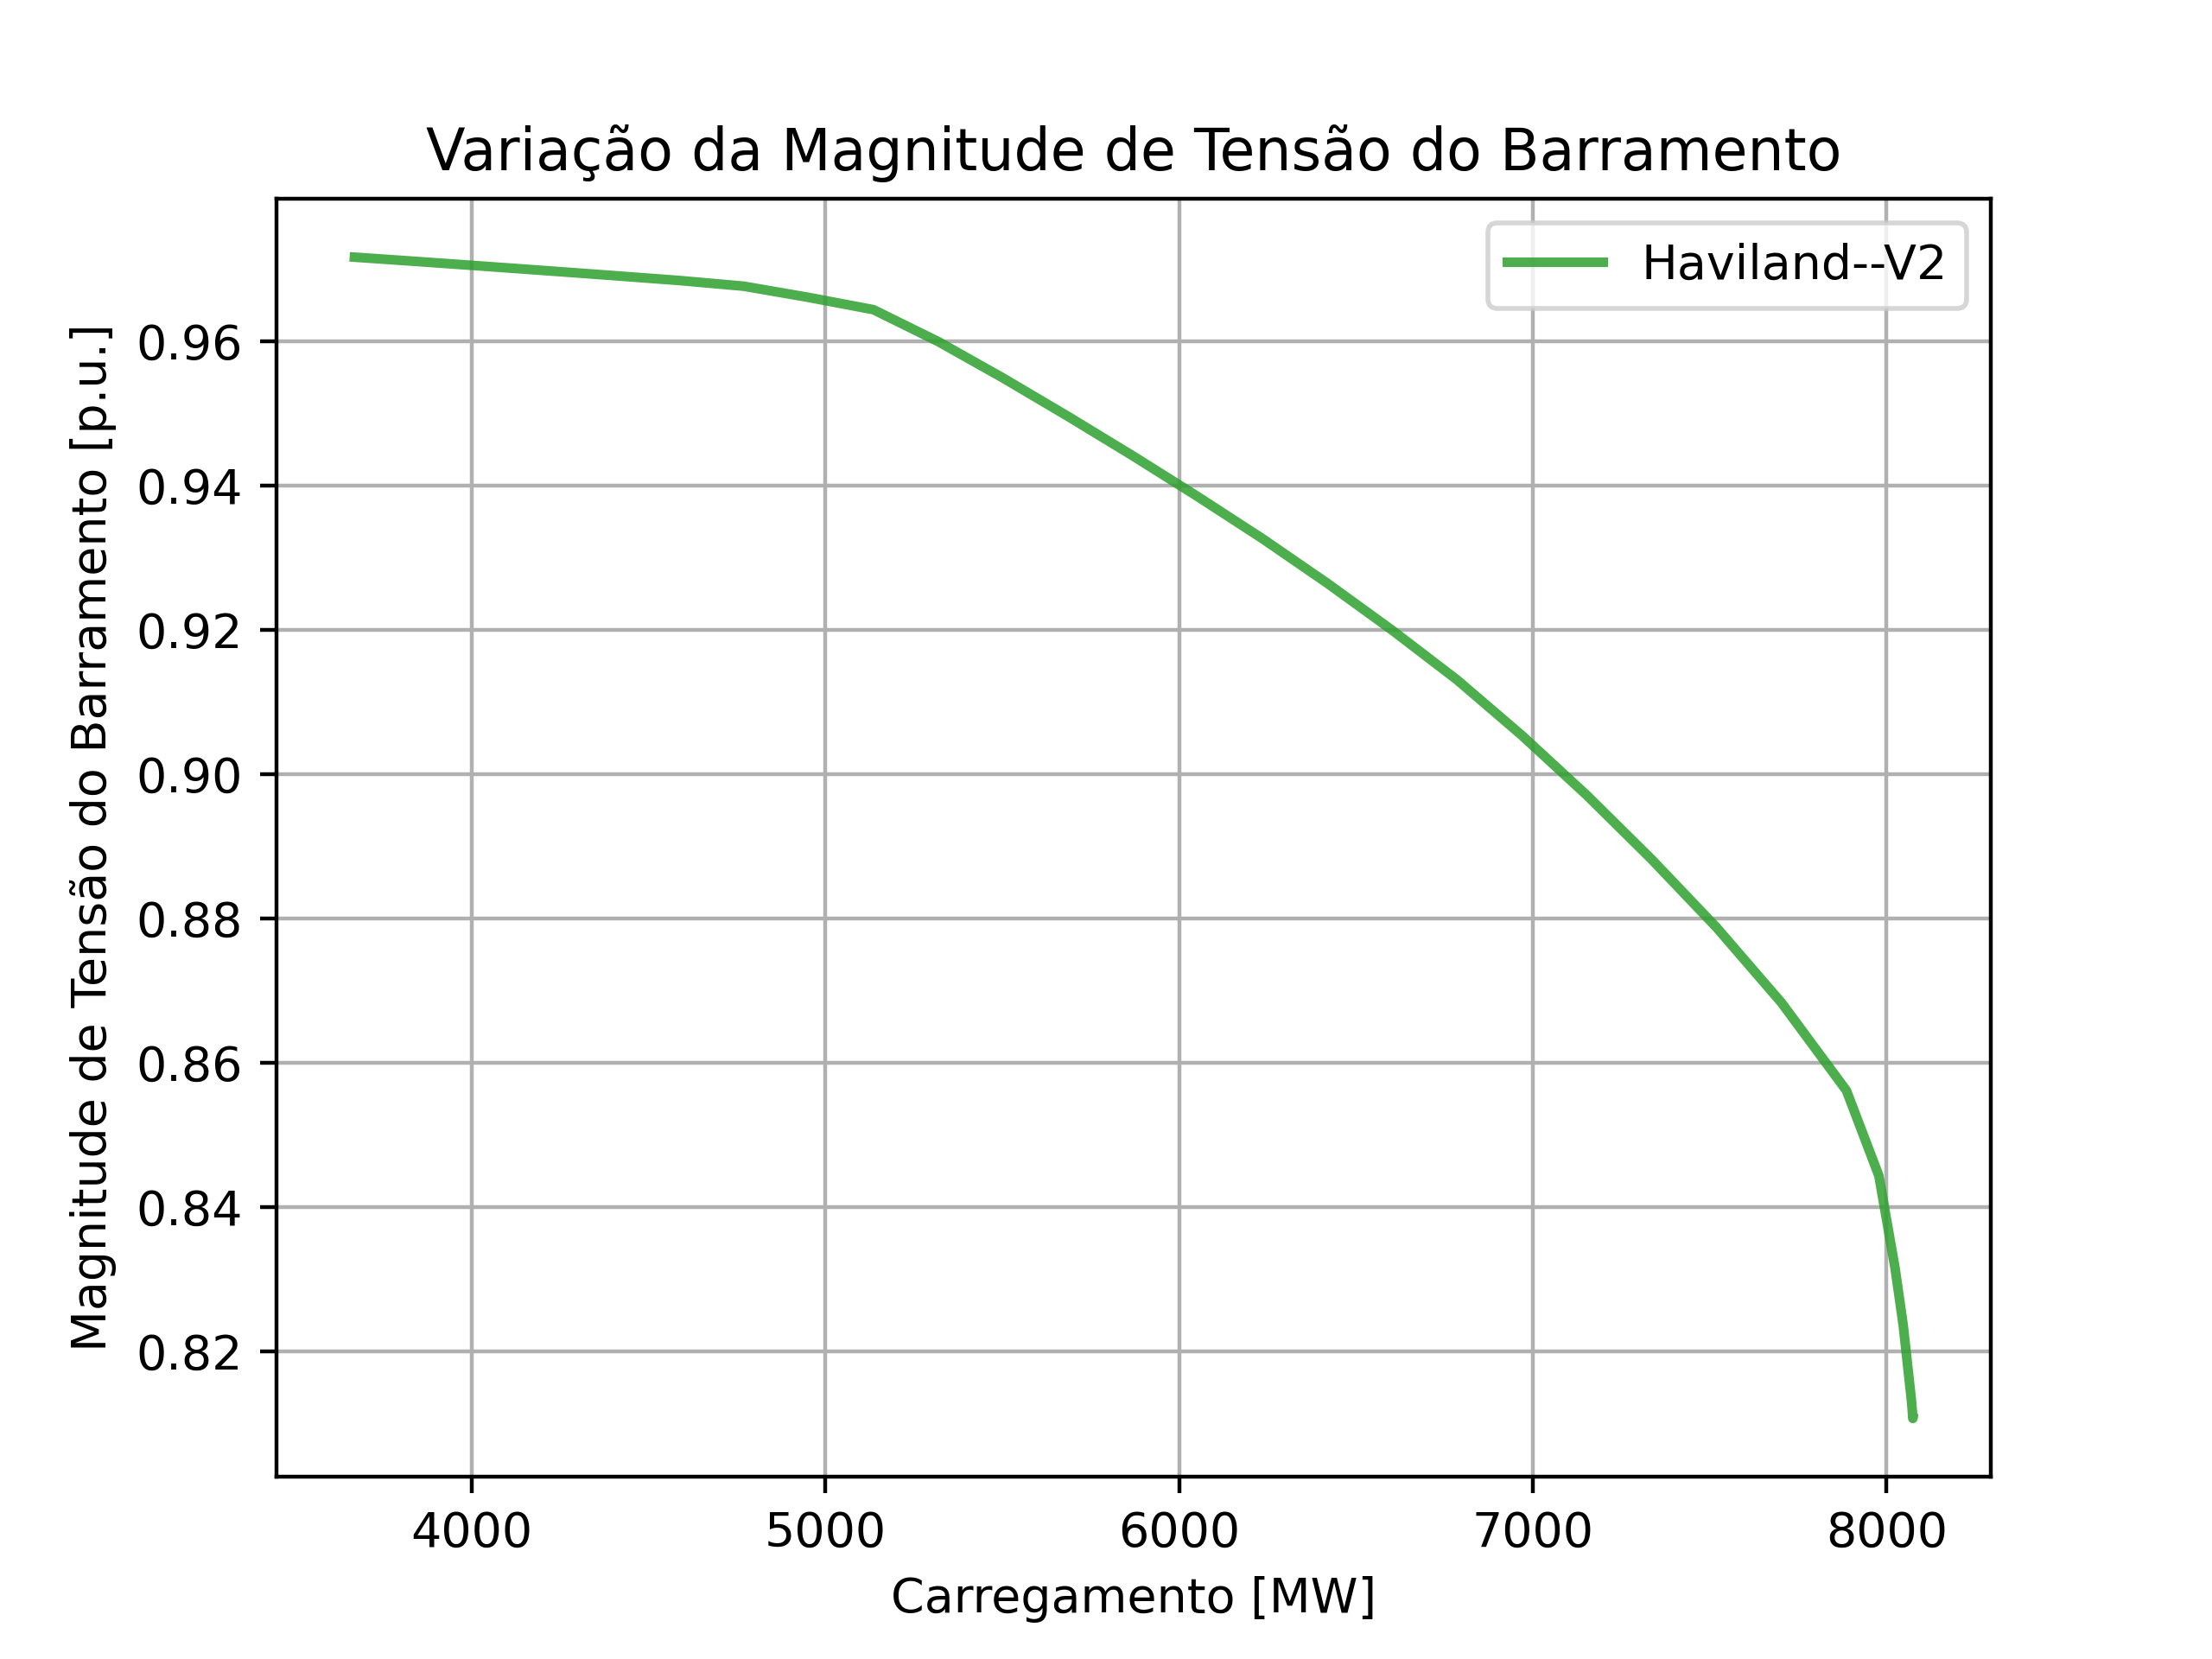 Variação da Magnitude de Tensão do Barramento
Haviland--V2
Magnitude de Tensão do Barramento [p.u.]
0.96
0.94
0.92
0.90
0.88
0.86
0.84
0.82
4000 5000 6000 7000 8000
Carregamento [MW]